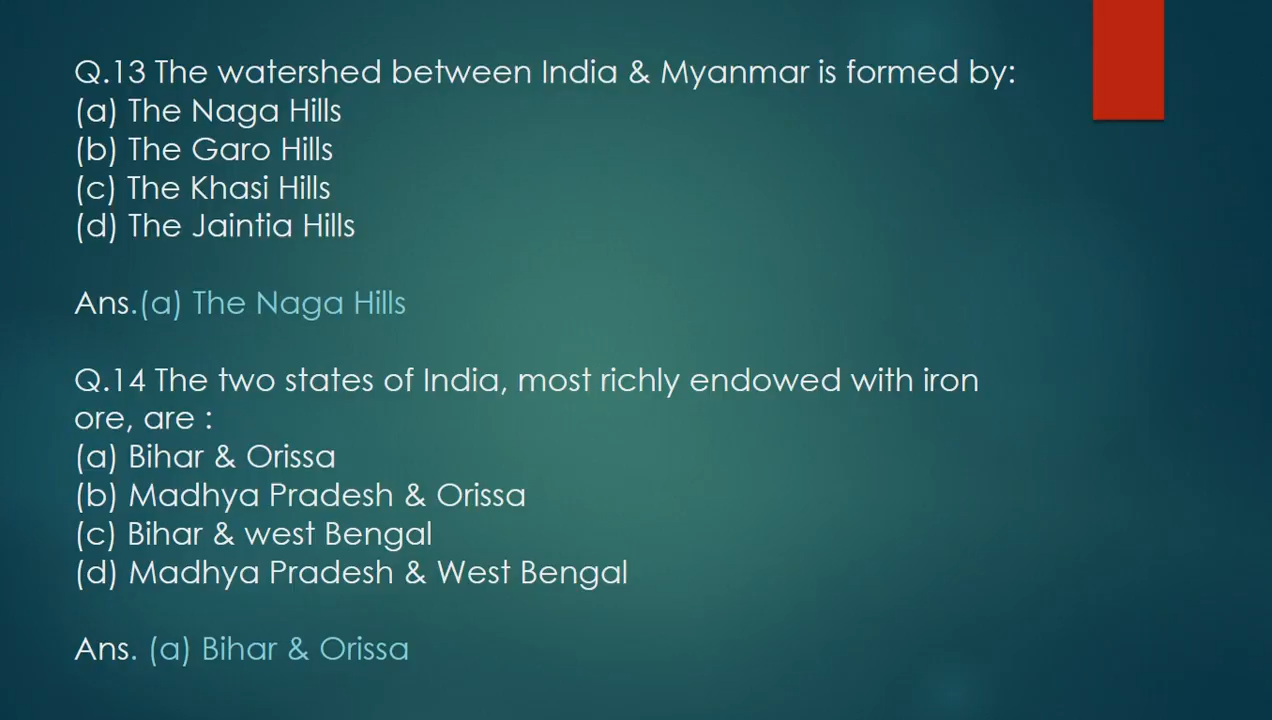 Q.13 The watershed between India & Myanmar is formed by:
(a) The Naga Hills
(b) The Garo Hills
(c) The Khasi Hills
(d) The Jaintia Hills
Ans.(a) The Naga Hills
Q.14 The two states of India, most richly endowed with iron
ore, are :
(a) Bihar & Orissa
(b) Madhya Pradesh & Orissa
(c) Bihar & west Bengal
(d) Madhya Pradesh & West Bengal
Ans. (a) Bihar & Orissa